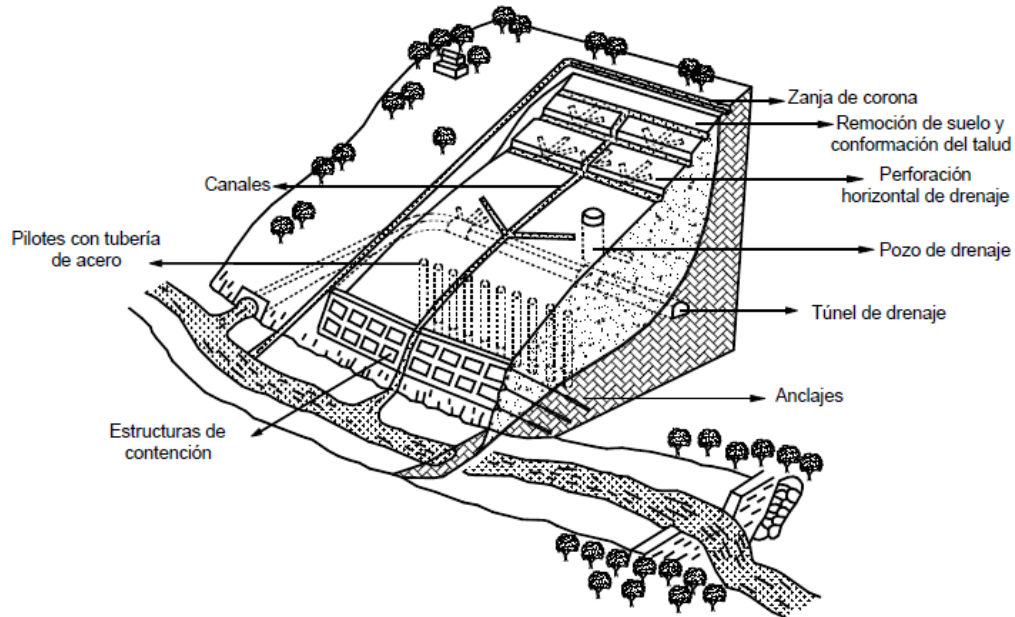 Zanja de corona
Remoción de suelo y
conformación del talud
Perforación
horizontal de drenaje
Canales
Pilotes con tubería
de acero
Pozo de drenaje
Túnel de drenaje
Anclajes
Estructuras de
contención